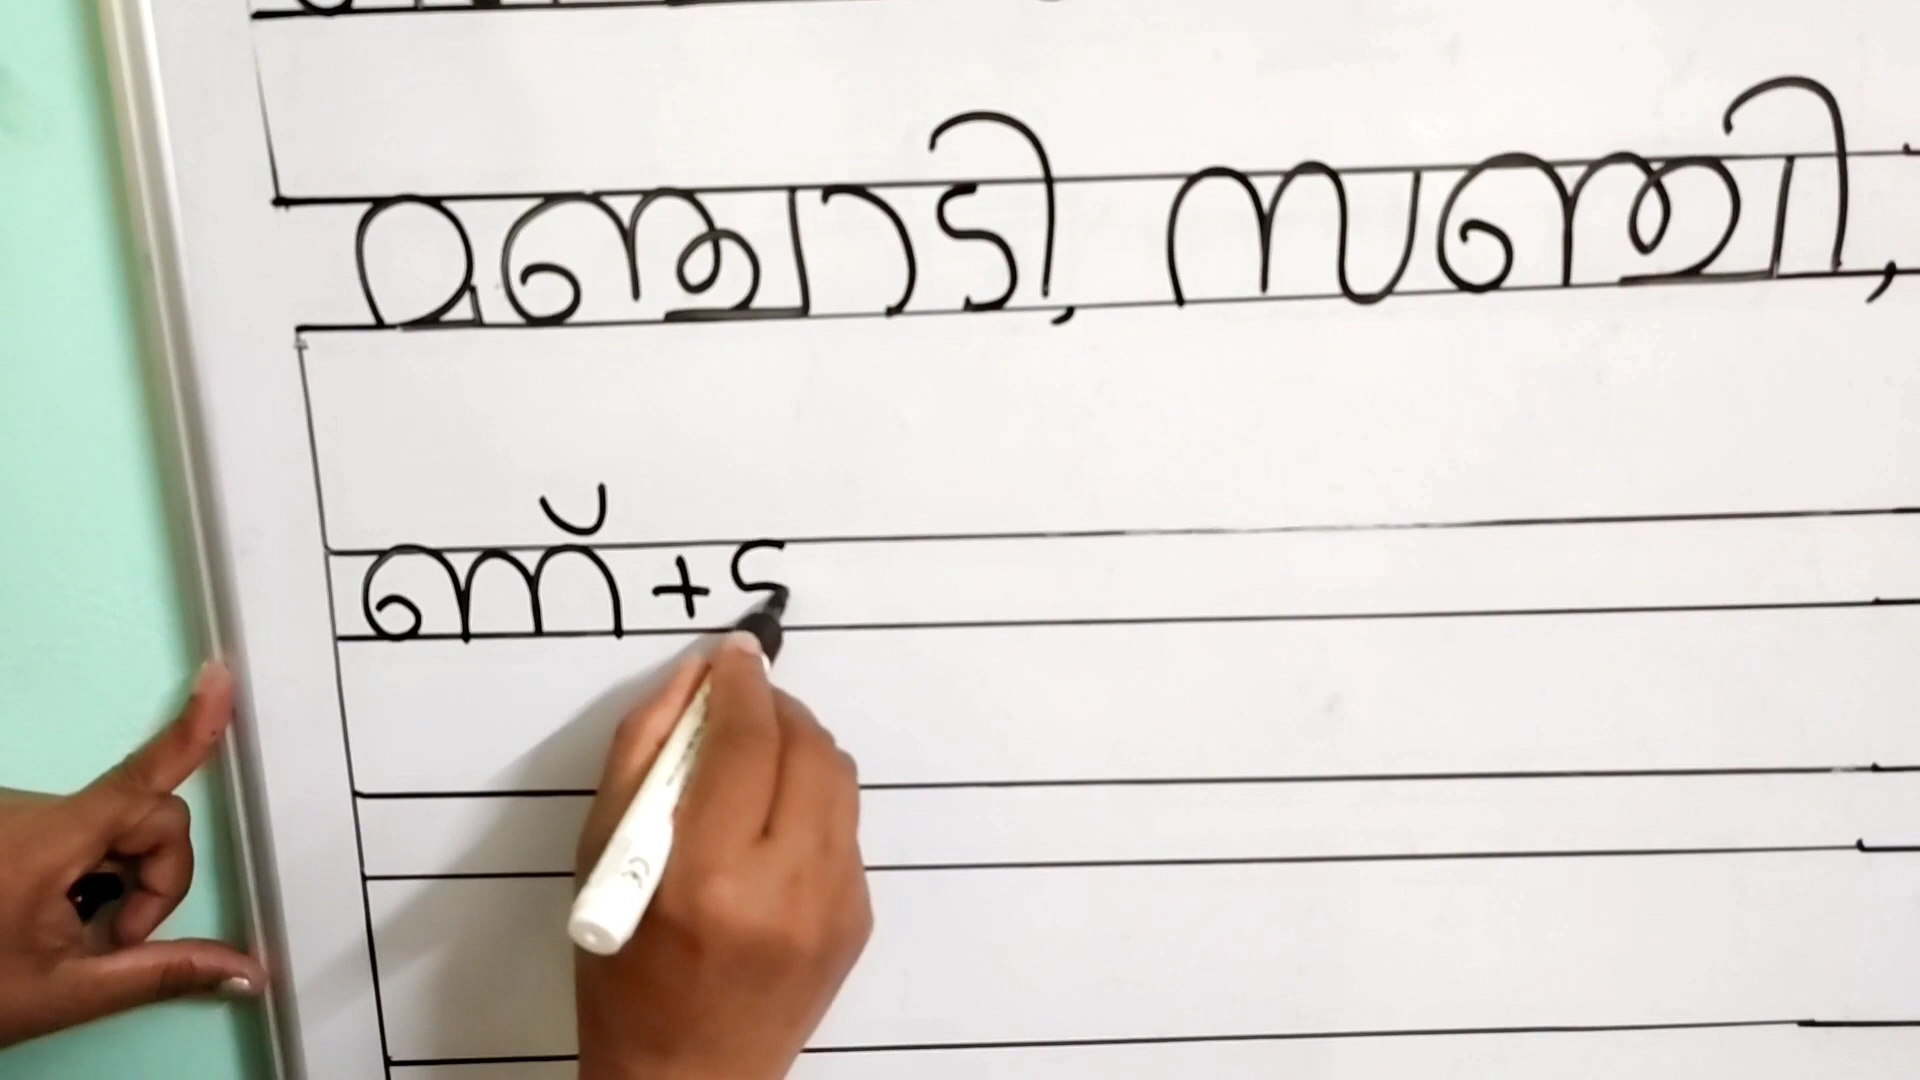 മഞ്ചാടി, സഞ്ചി,
ണ് + ട